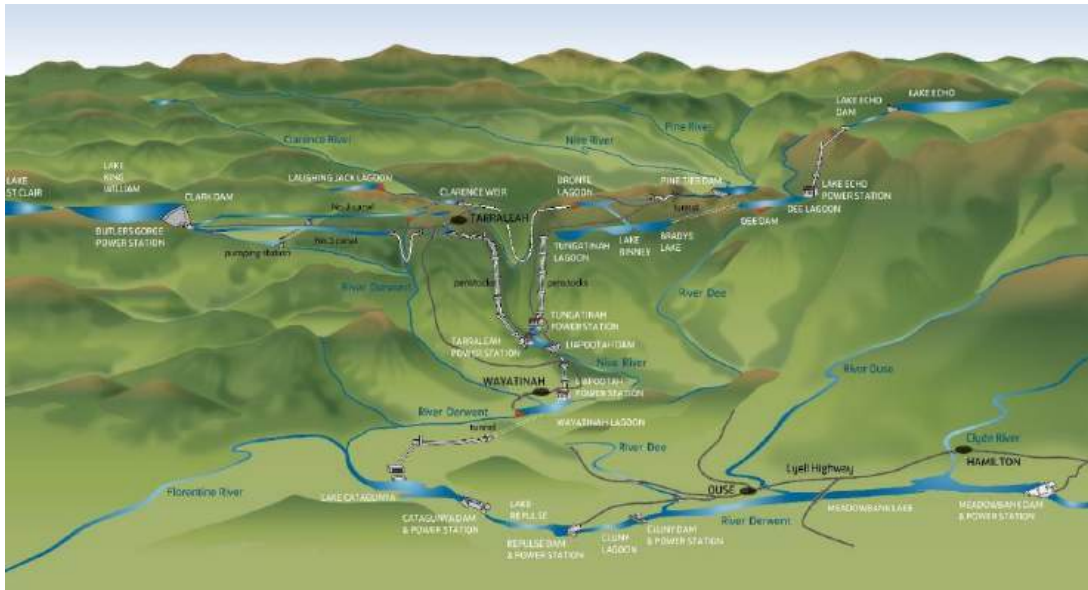 LAKE ECHO
LAKE ECHO
DAM
Pine River
Nive River
Clarence River
LAKE
ST CLAIR
LAKE
KING
WILLIAM
CLARK DAM
LAUGHING JACK LAGOON
CLARENCE WEIR
BRONTE
LAGOON
PINE TIER DAM
LAKE ECHO
POWER STATION
DEE LAGOON
DEE DAM
tunnel
No.2 canal
TARRALEAH
BUTLERS GORGE
POWER STATION
No.1 canal
pumping station
TUNGATINAH
LAGOON
LAKE
BINNEY
BRADYS
LAKE
River Derwent
penstocks
penstocks
River Dee
TUNGATINAH
POWER STATION
TARRALEAH
POWER STATION
LIAPOOTAH DAM
Nive River
River Ouse
WAYATINAH
LIAPOOTAH
POWER STATION
River Derwent
WAYATINAH LAGOON
tunnel
River Dee
Clyde River
Lyell Highway
HAMILTON
Florentine River
LAKE CATAGUNYA
OUSE
CATAGUNYA DAM
& POWER STATION
LAKE
REPULSE
REPULSE DAM
& POWER STATION
CLUNY
LAGOON
CLUNY DAM
& POWER STATION
River Derwent
MEADOWBANK LAKE
MEADOWBANK DAM
& POWER STATION